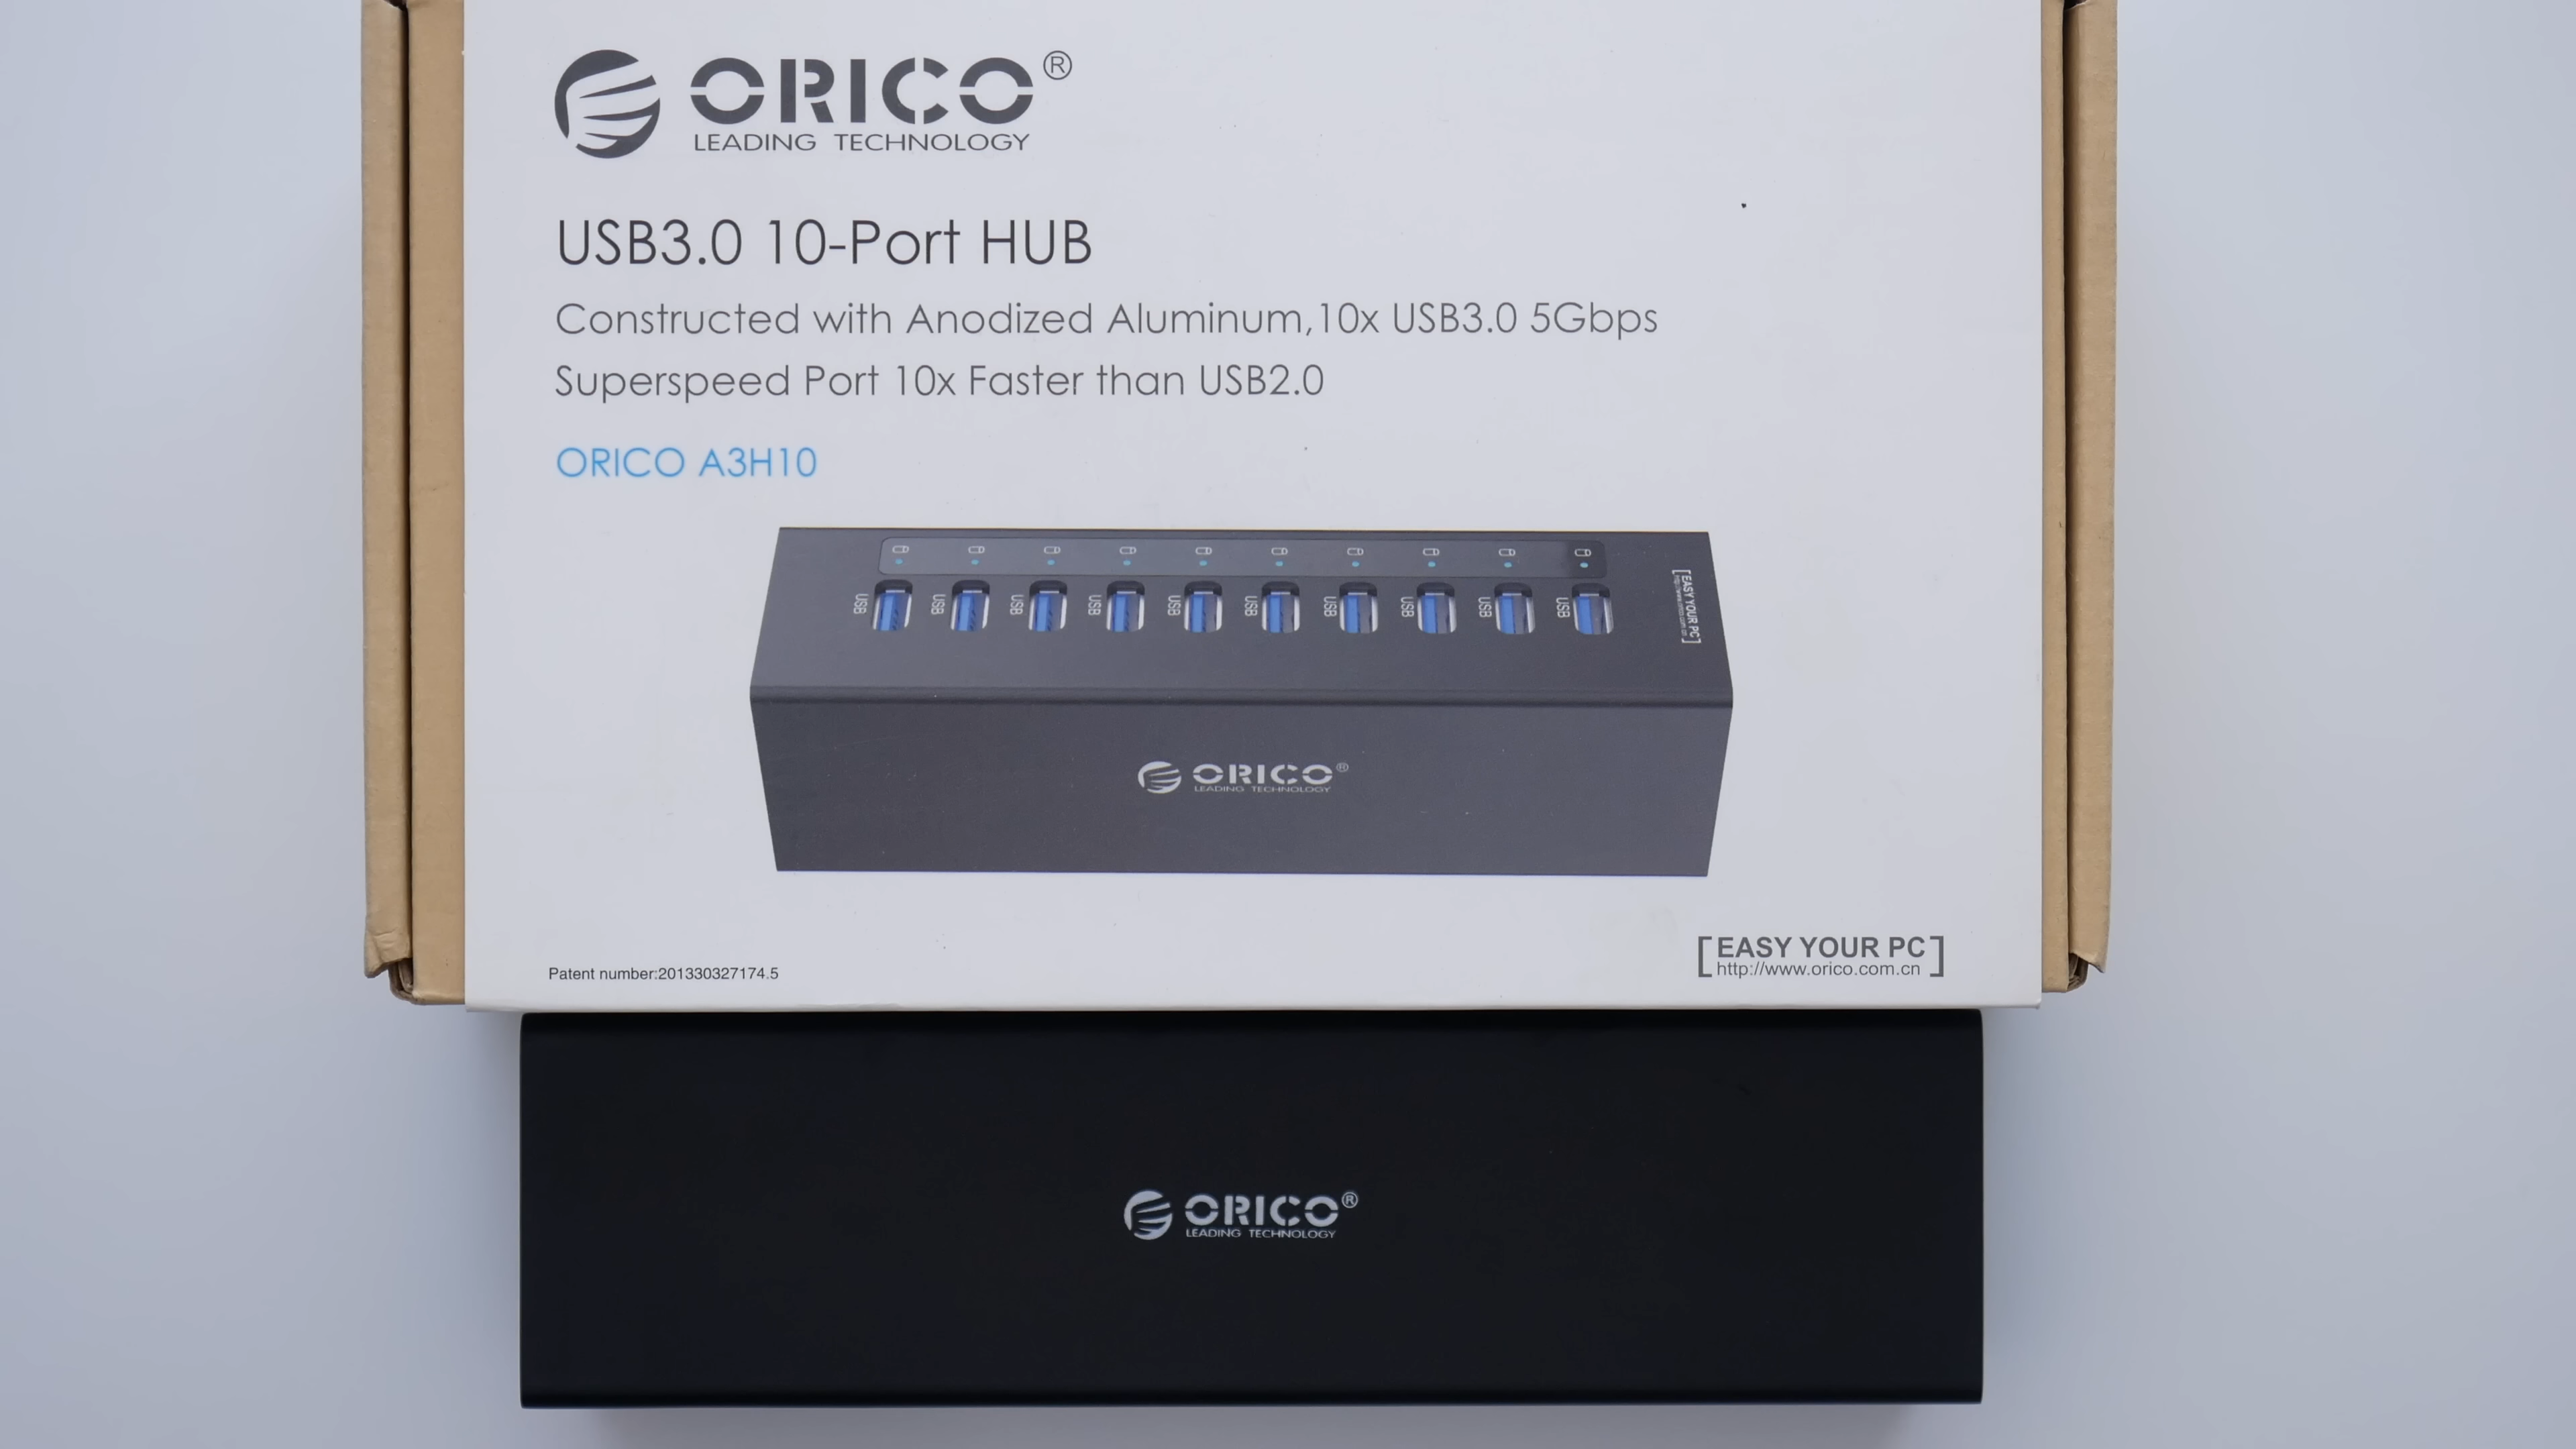 ORICO®
LEADING TECHNOLOGY
USB3.0 10-Port HUB
Constructed with Anodized Aluminum,10x USB3.0 5Gbps
Superspeed Port 10x Faster than USB2.0
ORICO A3H10
USB USB USB USB USB USB USB USB USB USB
[EASY YOUR PC]
ORICO®
LEADING TECHNOLOGY
Patent number:201330327174.5
[EASY YOUR PC]
http://www.orico.com.cn
ORICO®
LEADING TECHNOLOGY